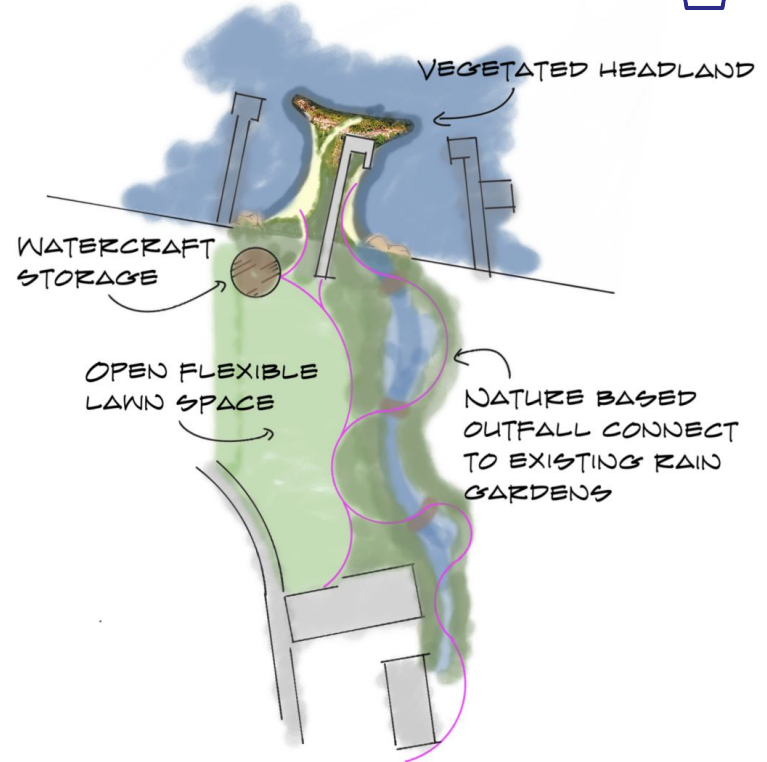 VEGETATED HEADLAND
WATERCRAFT
STORAGE
OPEN FLEXIBLE
LAWN SPACE
NATURE BASED
OUTFALL CONNECT
TO EXISTING RAIN
GARDENS